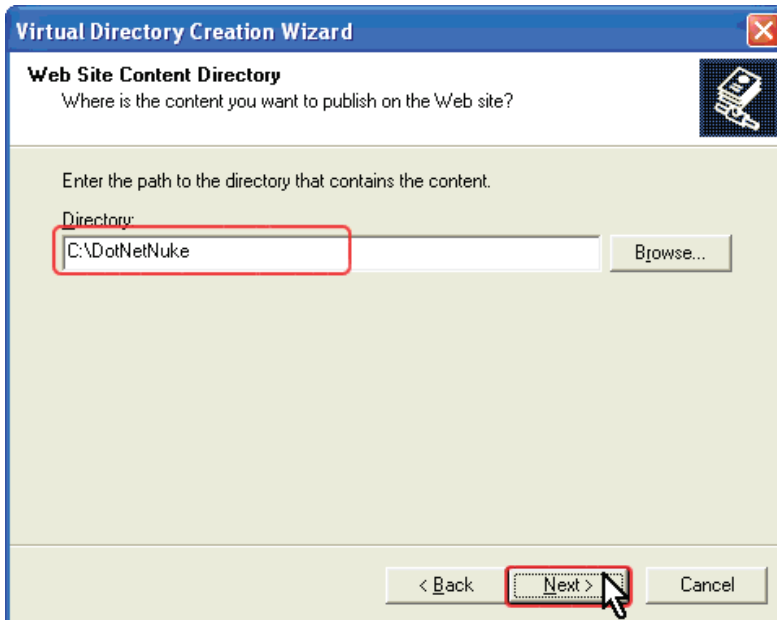 Virtual Directory Creation Wizard
Web Site Content Directory
Where is the content you want to publish on the Web site?
Enter the path to the directory that contains the content.
Directory:
C:\DotNetNuke
Browse...
< Back Next > Cancel